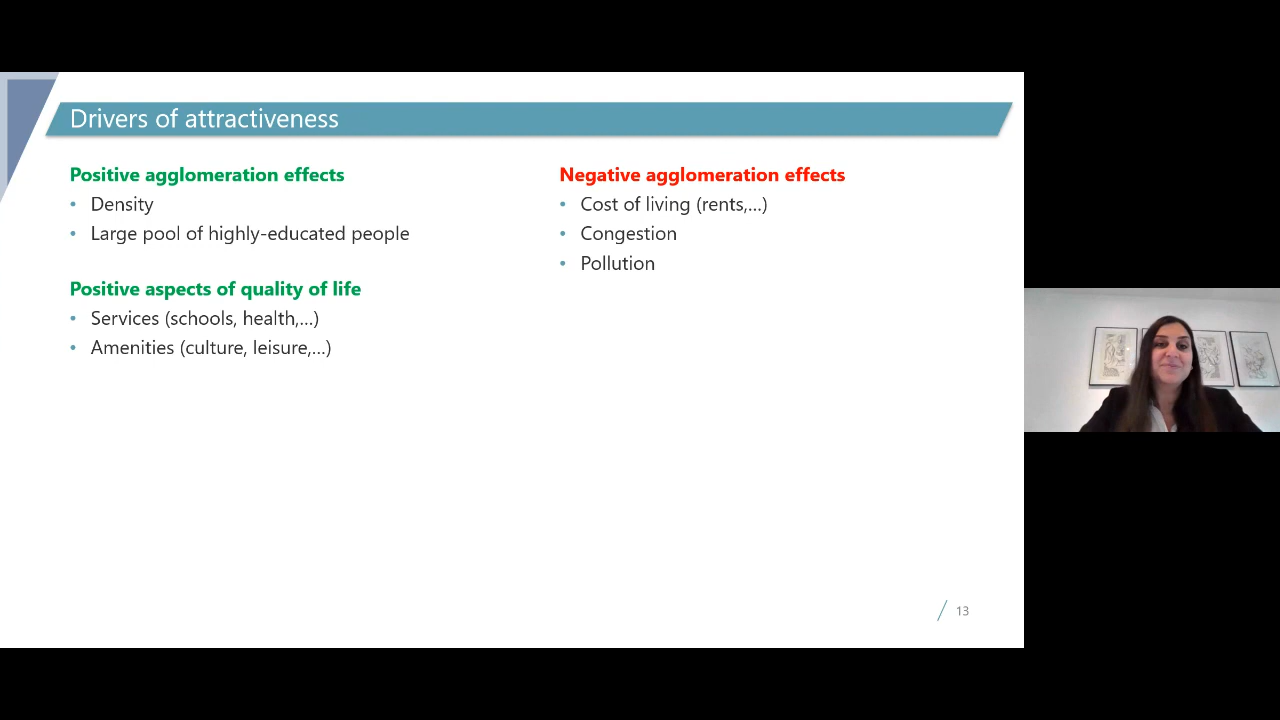 Drivers of attractiveness
Positive agglomeration effects
• Density
• Large pool of highly-educated people
Positive aspects of quality of life
• Services (schools, health,...)
• Amenities (culture, leisure,...)
Negative agglomeration effects
• Cost of living (rents,...)
• Congestion
• Pollution
13